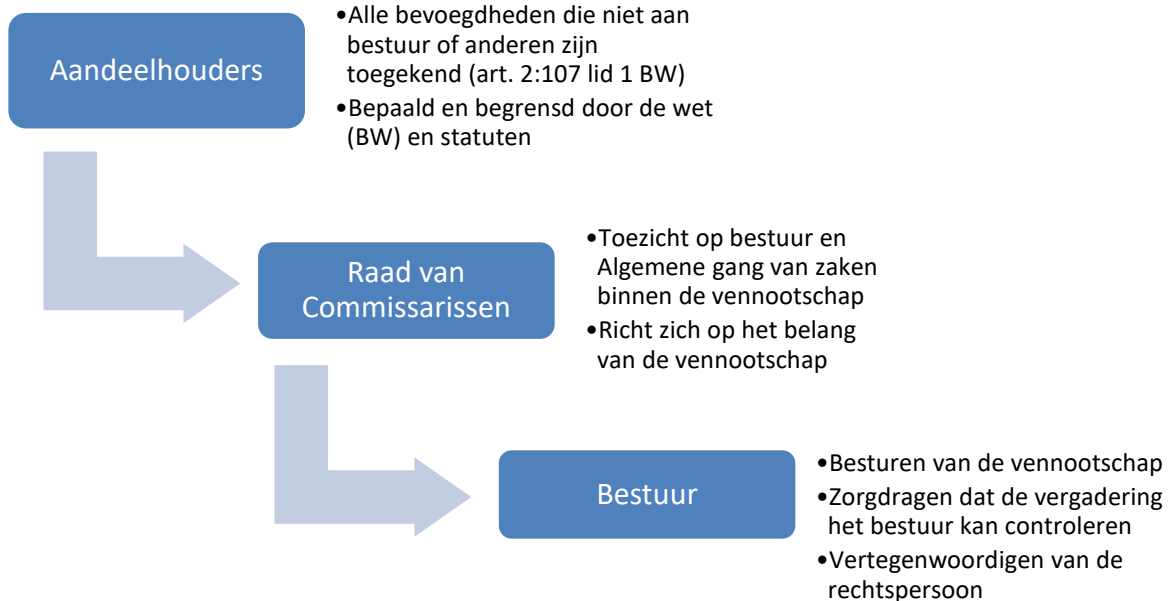 Aandeelhouders
•Alle bevoegdheden die niet aan
bestuur of anderen zijn
toegekend (art. 2:107 lid 1 BW)
•Bepaald en begrensd door de wet
(BW) en statuten
Raad van
Commissarissen
•Toezicht op bestuur en
Algemene gang van zaken
binnen de vennootschap
•Richt zich op het belang
van de vennootschap
Bestuur
•Besturen van de vennootschap
•Zorgdragen dat de vergadering
het bestuur kan controleren
•Vertegenwoordigen van de
rechtspersoon